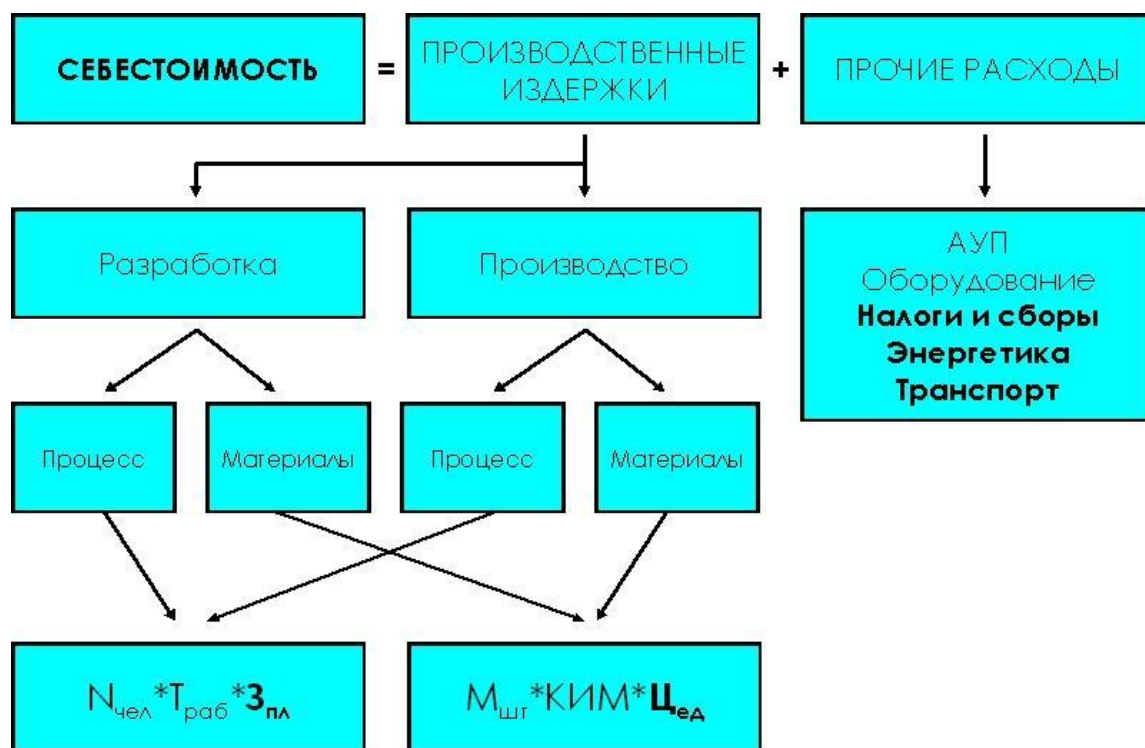 СЕБЕСТОИМОСТЬ
=
ПРОИЗВОДСТВЕННЫЕ
ИЗДЕРЖКИ
+
ПРОЧИЕ РАСХОДЫ
Разработка
Производство
АУП
Оборудование
Налоги и сборы
Энергетика
Транспорт
Процесс
Материалы
Процесс
Материалы
Nчел*Tраб*Зпл
Mшт*КИМ*Цед